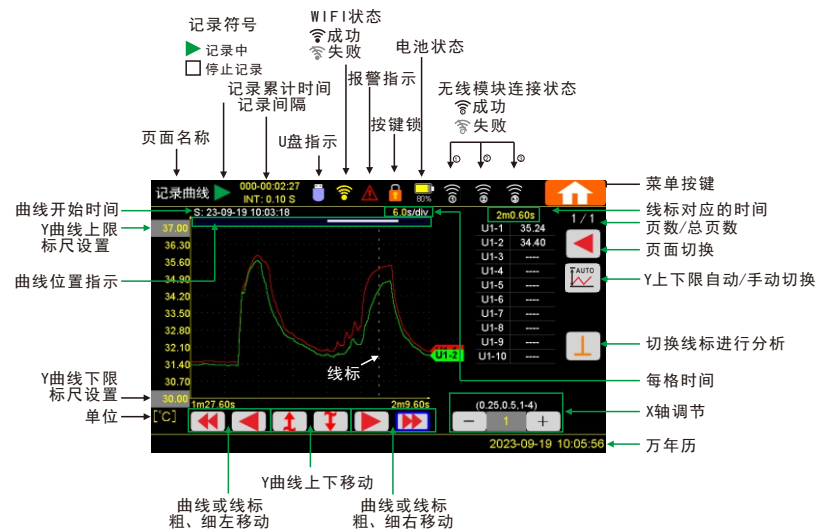 记录符号
记录中
停止记录
WIFI状态
成功
失败
电池状态
记录累计时间
记录间隔
报警指示
无线模块连接状态
成功
失败
页面名称
U盘指示
按键锁
① ② ③
记录曲线
000-00:02:27
INT: 0.10 S
80%
① ② ③
菜单按键
曲线开始时间
S: 23-09-19 10:03:18
6.0s/div
2m0.60s
1 / 1
线标对应的时间
页数/总页数
Y曲线上限
标尺设置
37.00
36.30
35.60
34.90
34.20
33.50
32.80
32.10
31.40
30.70
30.00
U1-1 35.24
U1-2 34.40
U1-3 ----
U1-4 ----
U1-5 ----
U1-6 ----
U1-7 ----
U1-8 ----
U1-9 ----
U1-10 ----
页面切换
曲线位置指示
AUTO
Y上下限自动/手动切换
U1-2
切换线标进行分析
线标
每格时间
Y曲线下限
标尺设置
1m27.60s
2m9.60s
(0.25,0.5,1-4)
单位
[°C]
− 1 +
X轴调节
2023-09-19 10:05:56
万年历
Y曲线上下移动
曲线或线标
粗、细左移动
曲线或线标
粗、细右移动